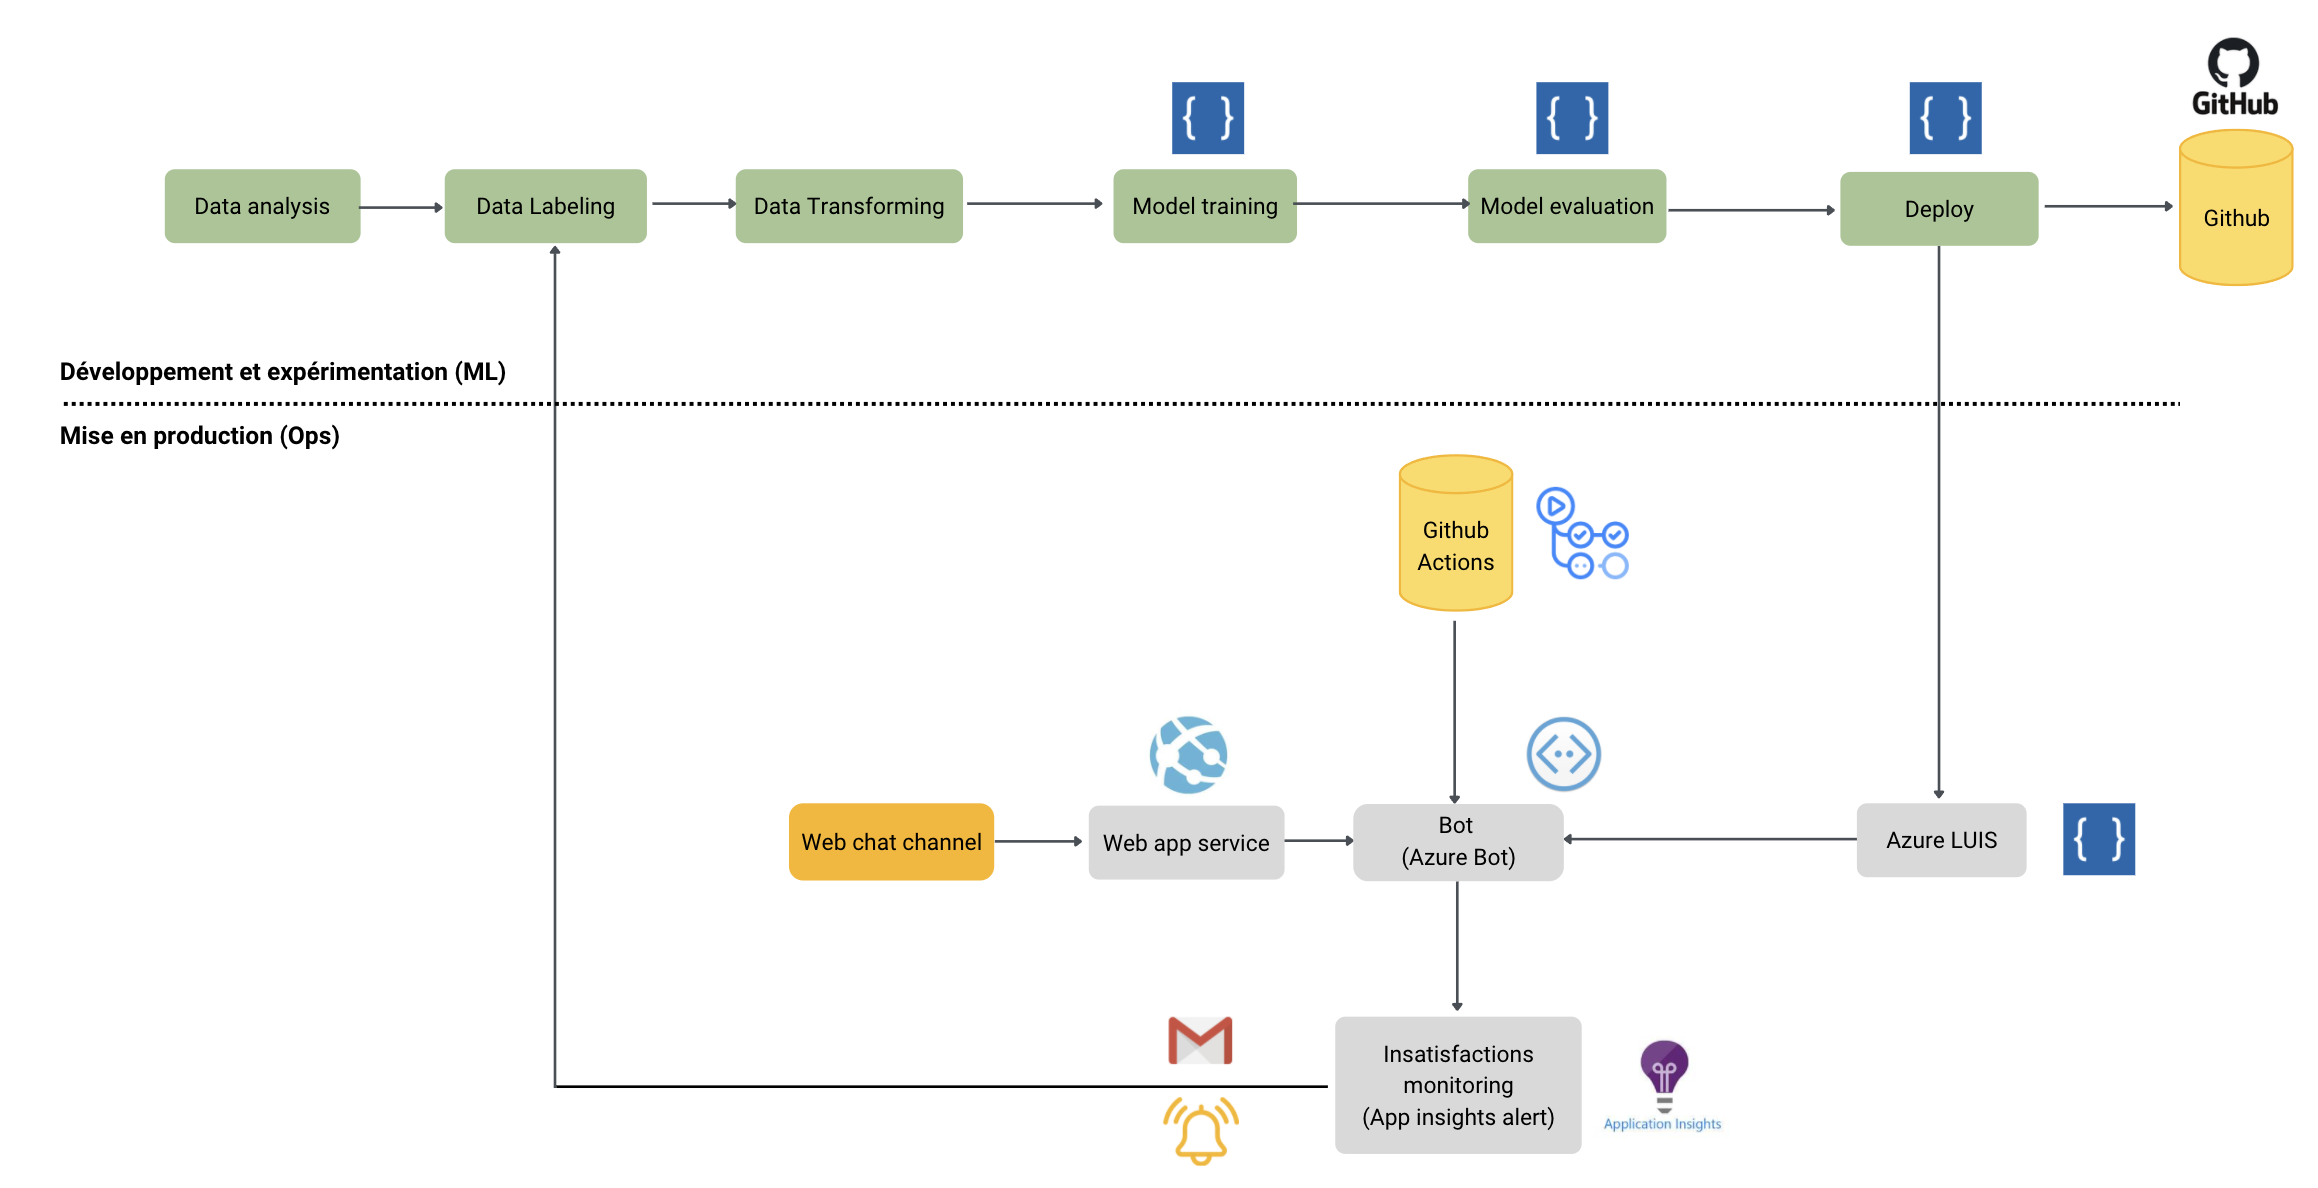 GitHub
Data analysis
Data Labeling
Data Transforming
Model training
Model evaluation
Deploy
Github
Développement et expérimentation (ML)
Mise en production (Ops)
Github
Actions
Web chat channel
Web app service
Bot
(Azure Bot)
Azure LUIS
Insatisfactions
monitoring
(App insights alert)
Application Insights